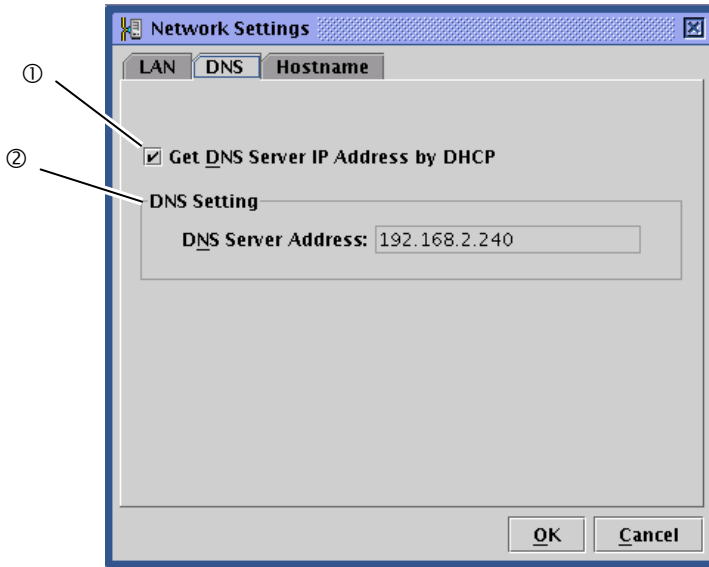 Network Settings
LAN DNS Hostname
①
Get DNS Server IP Address by DHCP
②
DNS Setting
DNS Server Address: 192.168.2.240
OK Cancel